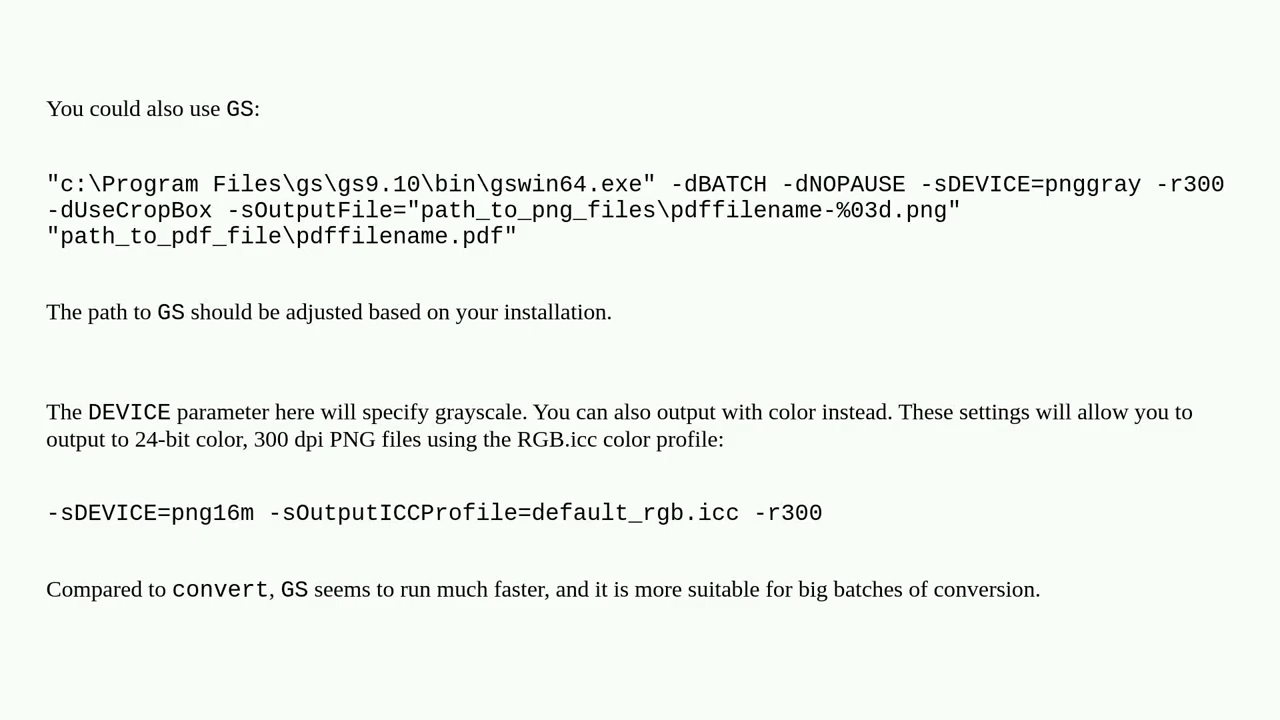 You could also use GS:
"c:\Program Files\gs\gs9.10\bin\gswin64.exe" -dBATCH -dNOPAUSE -sDEVICE=pnggray -r300
-dUseCropBox -sOutputFile="path_to_png_files\pdffilename-%03d.png"
"path_to_pdf_file\pdffilename.pdf"
The path to GS should be adjusted based on your installation.
The DEVICE parameter here will specify grayscale. You can also output with color instead. These settings will allow you to
output to 24-bit color, 300 dpi PNG files using the RGB.icc color profile:
-sDEVICE=png16m -sOutputICCProfile=default_rgb.icc -r300
Compared to convert, GS seems to run much faster, and it is more suitable for big batches of conversion.